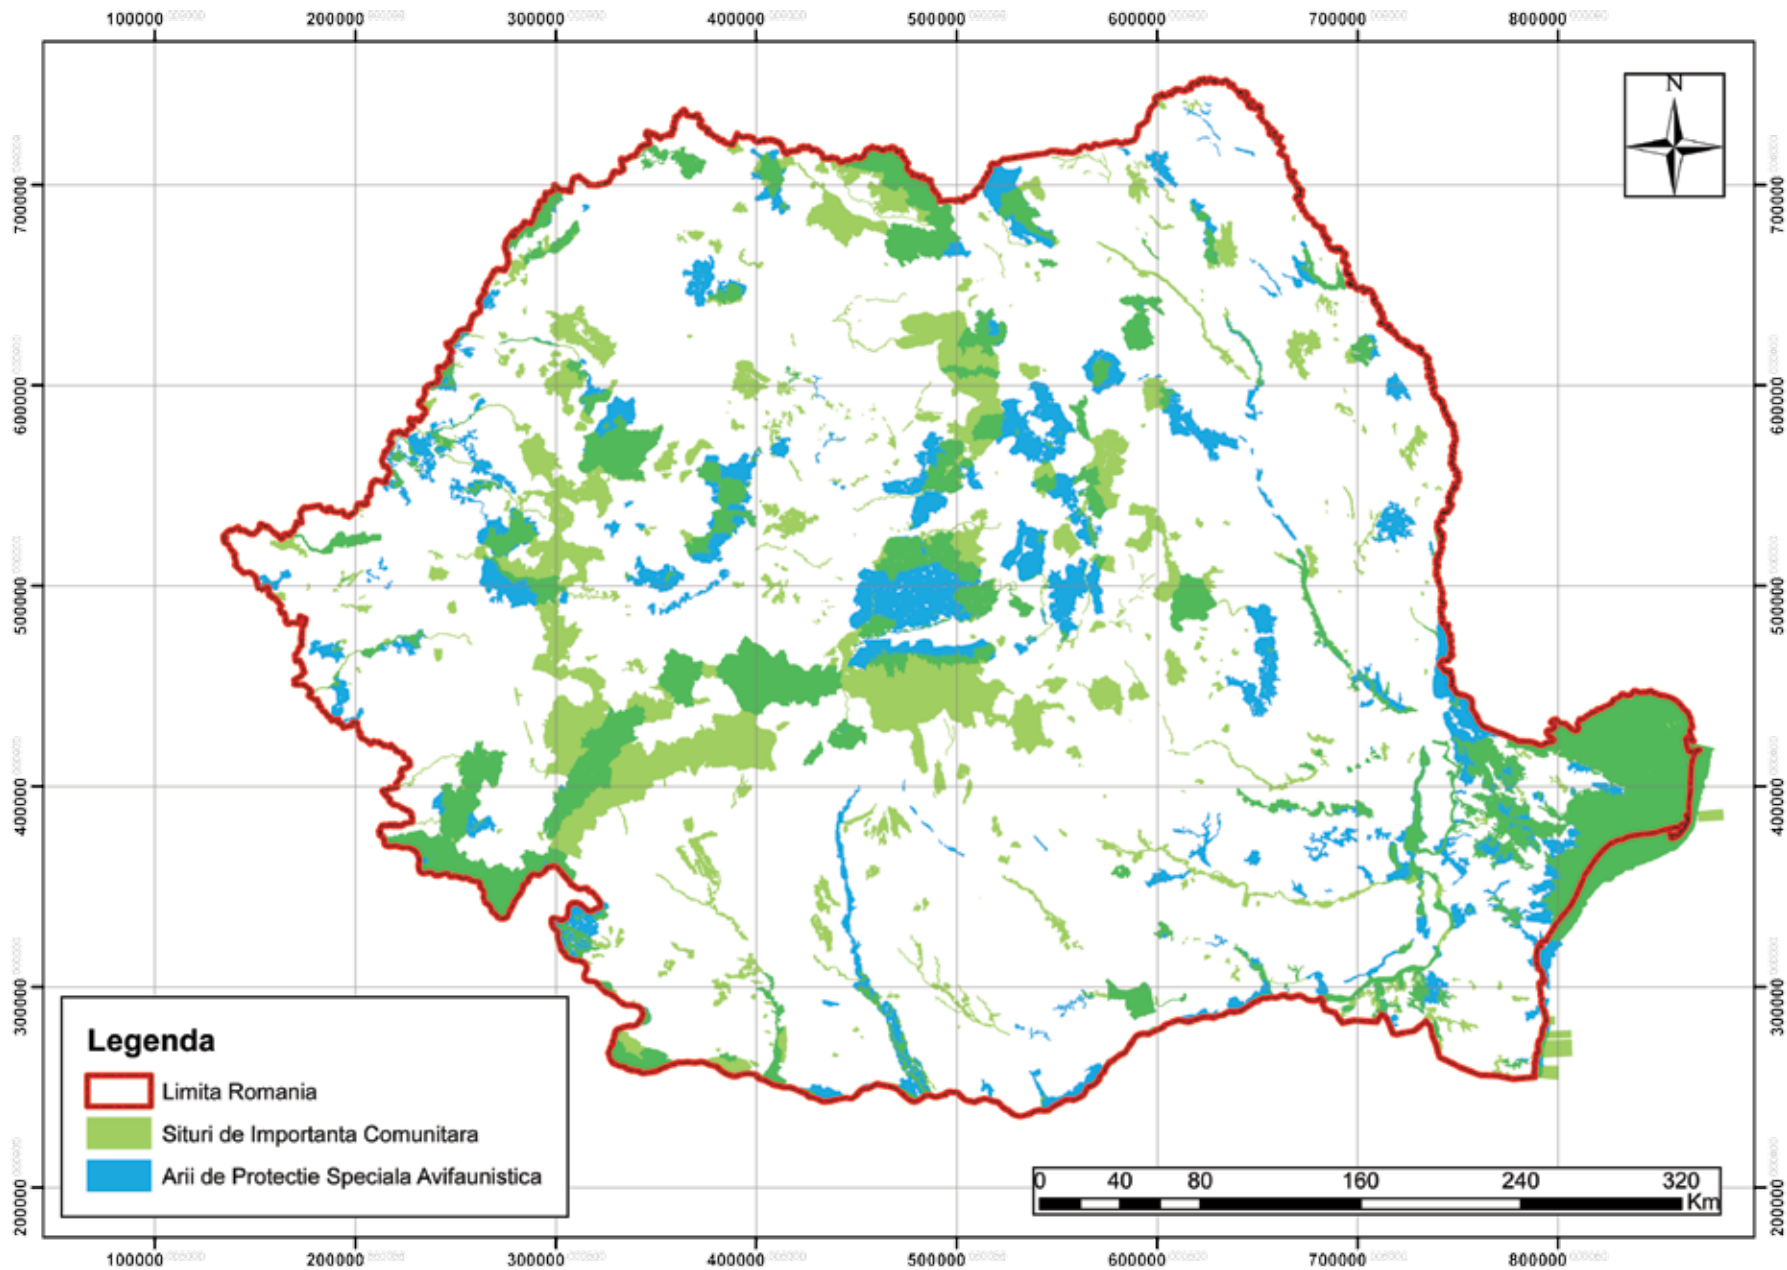 100000 200000 300000 400000 500000 600000 700000 800000
N
700000 700000
600000 600000
500000 500000
400000 400000
300000 300000
200000 200000
Legenda
Limita Romania
Situri de Importanta Comunitara
Arii de Protectie Speciala Avifaunistica
0 40 80 160 240 320
Km
100000 200000 300000 400000 500000 600000 700000 800000